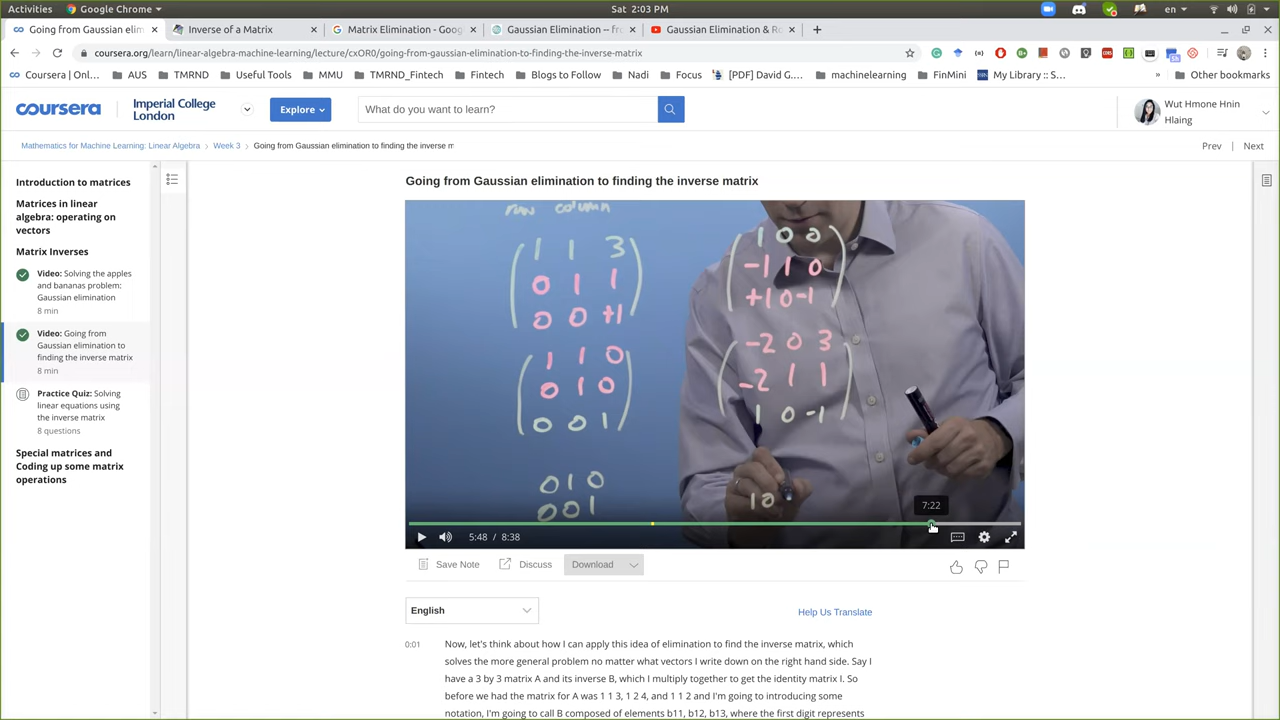 Activities
Google Chrome
Sat 2:03 PM
en
Going from Gaussian elim
Inverse of a Matrix
Matrix Elimination - Goog
Gaussian Elimination -- fro
Gaussian Elimination & Ro
coursera.org/learn/linear-algebra-machine-learning/lecture/cxOR0/going-from-gaussian-elimination-to-finding-the-inverse-matrix
Coursera | Onl...
AUS
TMRND
Useful Tools
MMU
TMRND_Fintech
Fintech
Blogs to Follow
Nadi
Focus
[PDF] David G....
machinelearning
FinMini
My Library :: S...
»
Other bookmarks
coursera
Imperial College
London
Explore
What do you want to learn?
Wut Hmone Hnin
Hlaing
Mathematics for Machine Learning: Linear Algebra > Week 3 > Going from Gaussian elimination to finding the inverse m
Prev | Next
Introduction to matrices
Matrices in linear
algebra: operating on
vectors
Matrix Inverses
Video: Solving the apples
and bananas problem:
Gaussian elimination
8 min
Video: Going from
Gaussian elimination to
finding the inverse matrix
8 min
Practice Quiz: Solving
linear equations using
the inverse matrix
8 questions
Special matrices and
Coding up some matrix
operations
Going from Gaussian elimination to finding the inverse matrix
row column
1 1 3
0 1 1
0 0 +1
1 0 0
-1 1 0
+1 0 -1
1 1 0
0 1 0
0 0 1
-2 0 3
-2 1 1
1 0 -1
0 1 0
0 0 1
1 0
7:22
5:48 / 8:38
Save Note
Discuss
Download
English
Help Us Translate
0:01
Now, let's think about how I can apply this idea of elimination to find the inverse matrix, which
solves the more general problem no matter what vectors I write down on the right hand side. Say I
have a 3 by 3 matrix A and its inverse B, which I multiply together to get the identity matrix I. So
before we had the matrix for A was 1 1 3, 1 2 4, and 1 1 2 and I'm going to introducing some
notation, I'm going to call B composed of elements b11, b12, b13, where the first digit represents